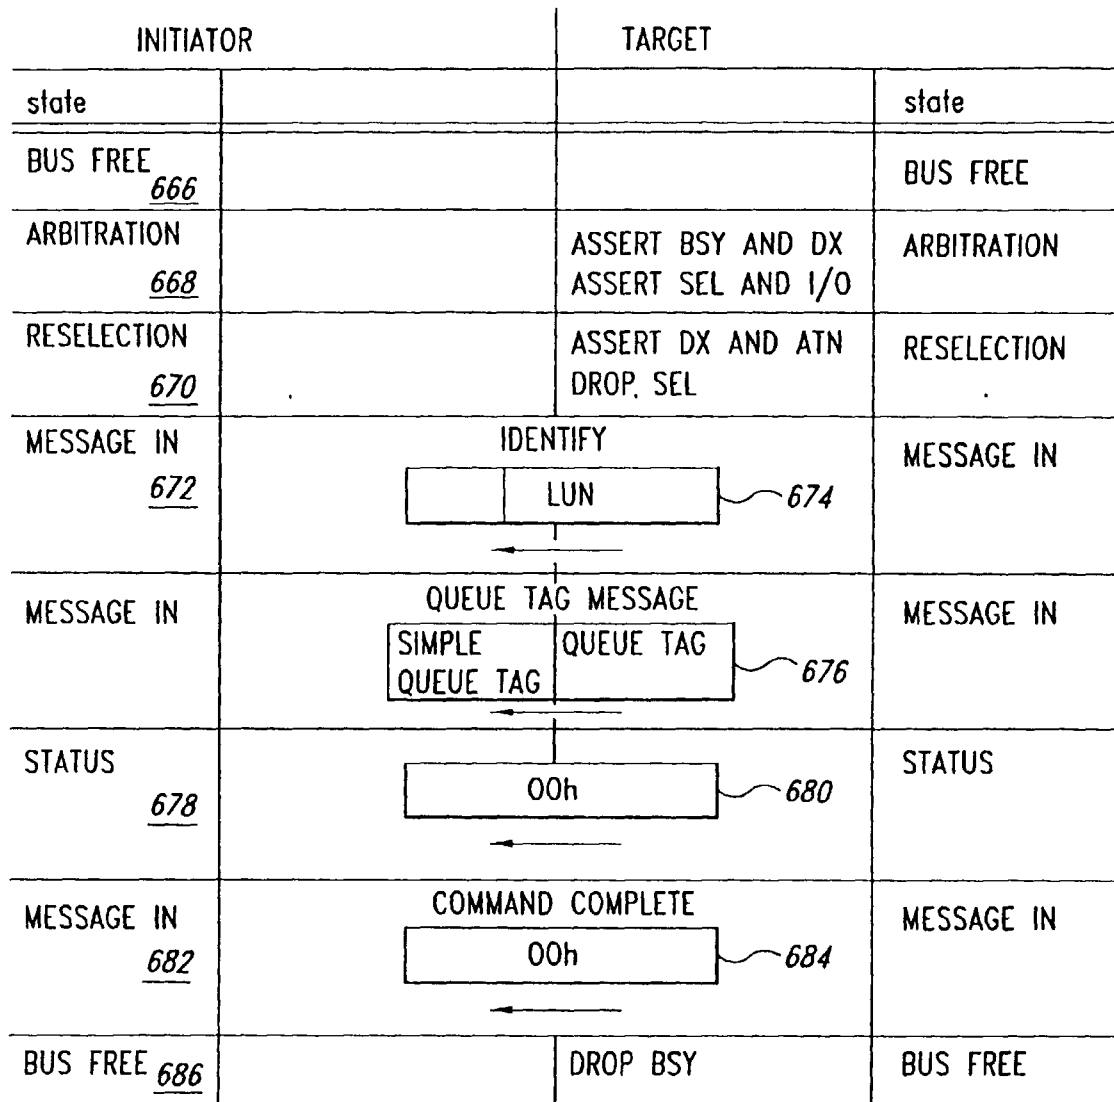 INITIATOR TARGET
state state
BUS FREE 666 BUS FREE
ARBITRATION 668 ASSERT BSY AND DX ARBITRATION
ASSERT SEL AND I/O
RESELECTION 670 ASSERT DX AND ATN RESELECTION
DROP. SEL
MESSAGE IN 672 IDENTIFY MESSAGE IN
LUN 674
MESSAGE IN QUEUE TAG MESSAGE MESSAGE IN
SIMPLE QUEUE TAG QUEUE TAG 676
STATUS 678 STATUS
00h 680
MESSAGE IN 682 COMMAND COMPLETE MESSAGE IN
00h 684
BUS FREE 686 DROP BSY BUS FREE